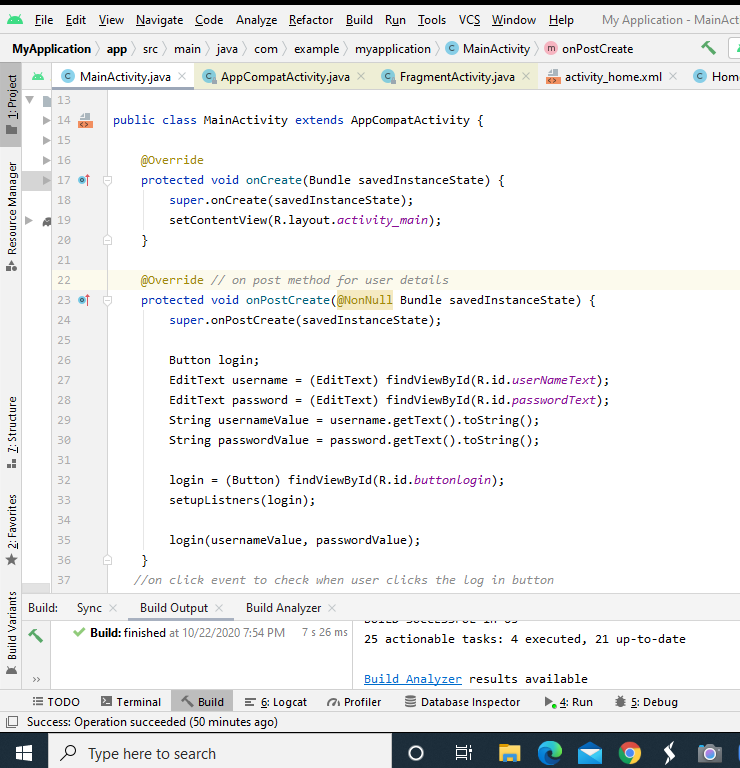 File Edit View Navigate Code Analyze Refactor Build Run Tools VCS Window Help My Application - MainAct
MyApplication app src main java com example myapplication C MainActivity m onPostCreate
MainActivity.java AppCompatActivity.java FragmentActivity.java activity_home.xml Hom
1: Project
Resource Manager
7: Structure
2: Favorites
Build Variants
13
14 public class MainActivity extends AppCompatActivity {
15
16 @Override
17 protected void onCreate(Bundle savedInstanceState) {
18 super.onCreate(savedInstanceState);
19 setContentView(R.layout.activity_main);
20 }
21
22 @Override // on post method for user details
23 protected void onPostCreate(@NonNull Bundle savedInstanceState) {
24 super.onPostCreate(savedInstanceState);
25
26 Button login;
27 EditText username = (EditText) findViewById(R.id.userNameText);
28 EditText password = (EditText) findViewById(R.id.passwordText);
29 String usernameValue = username.getText().toString();
30 String passwordValue = password.getText().toString();
31
32 login = (Button) findViewById(R.id.buttonlogin);
33 setupListners(login);
34
35 login(usernameValue, passwordValue);
36 }
37 //on click event to check when user clicks the log in button
Build: Sync Build Output Build Analyzer
Build: finished at 10/22/2020 7:54 PM 7 s 26 ms
25 actionable tasks: 4 executed, 21 up-to-date
Build Analyzer results available
TODO Terminal Build 6: Logcat Profiler Database Inspector 4: Run 5: Debug
Success: Operation succeeded (50 minutes ago)
Type here to search